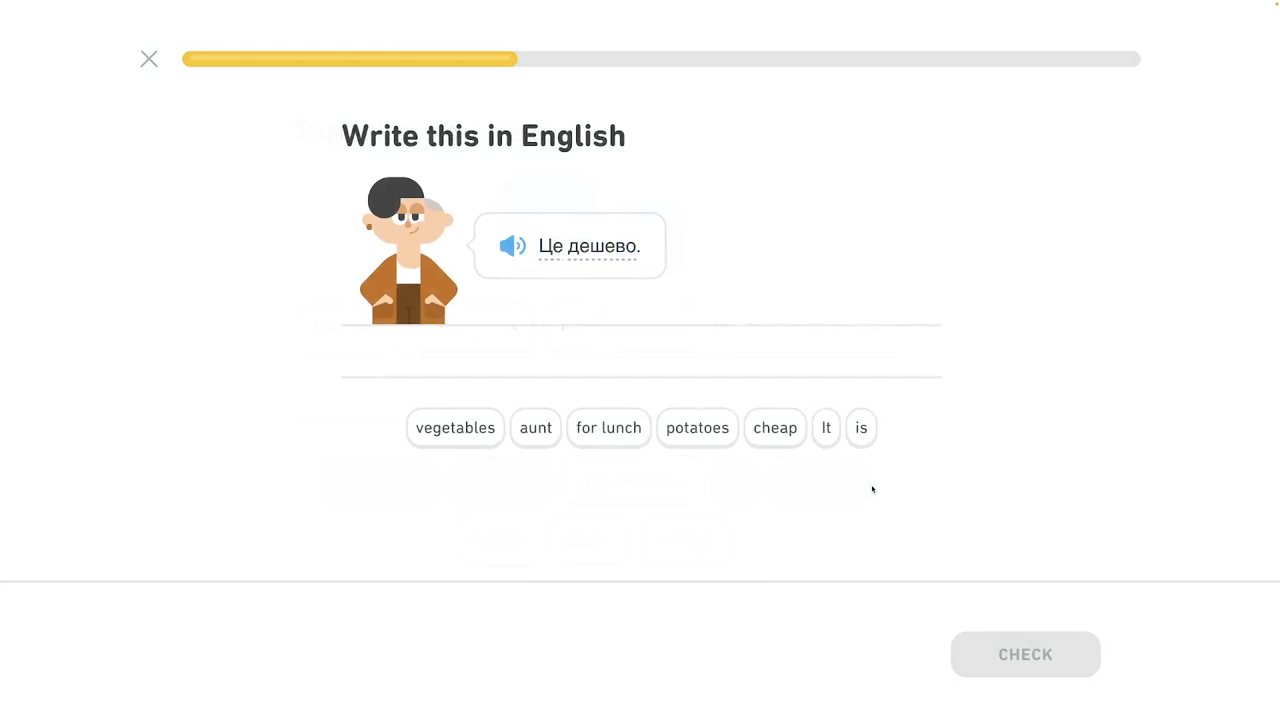 Write this in English
Це дешево.
vegetables aunt for lunch potatoes cheap It is
CHECK